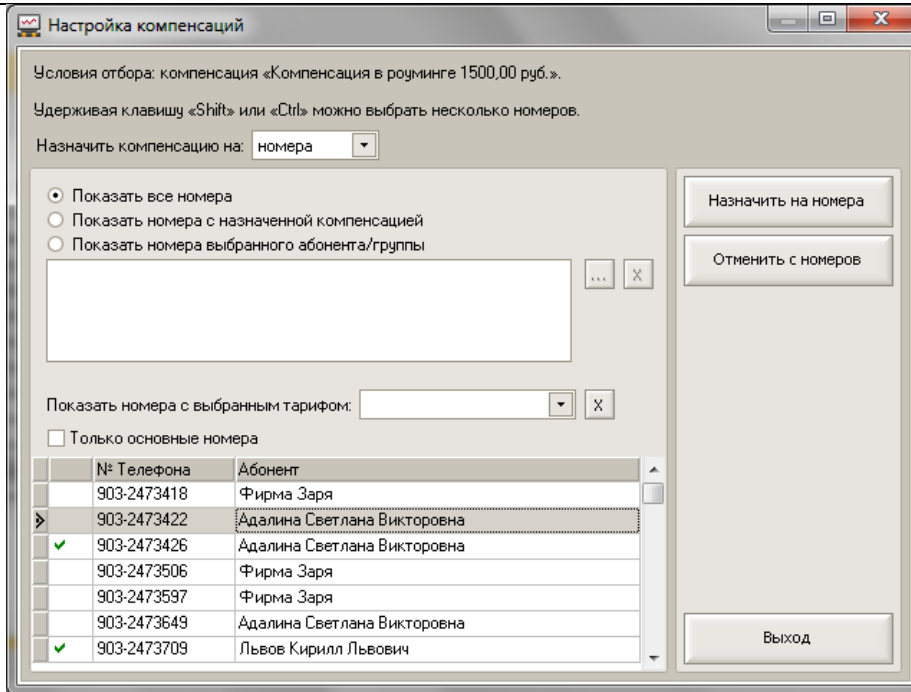 Настройка компенсаций
Условия отбора: компенсация «Компенсация в роуминге 1500,00 руб.».
Удерживая клавишу «Shift» или «Ctrl» можно выбрать несколько номеров.
Назначить компенсацию на: номера
Показать все номера
Показать номера с назначенной компенсацией
Показать номера выбранного абонента/группы
... X
Показать номера с выбранным тарифом: X
Только основные номера
№ Телефона Абонент
903-2473418 Фирма Заря
903-2473422 Адалина Светлана Викторовна
903-2473426 Адалина Светлана Викторовна
903-2473506 Фирма Заря
903-2473597 Фирма Заря
903-2473649 Адалина Светлана Викторовна
903-2473709 Львов Кирилл Львович
Назначить на номера
Отменить с номеров
Выход